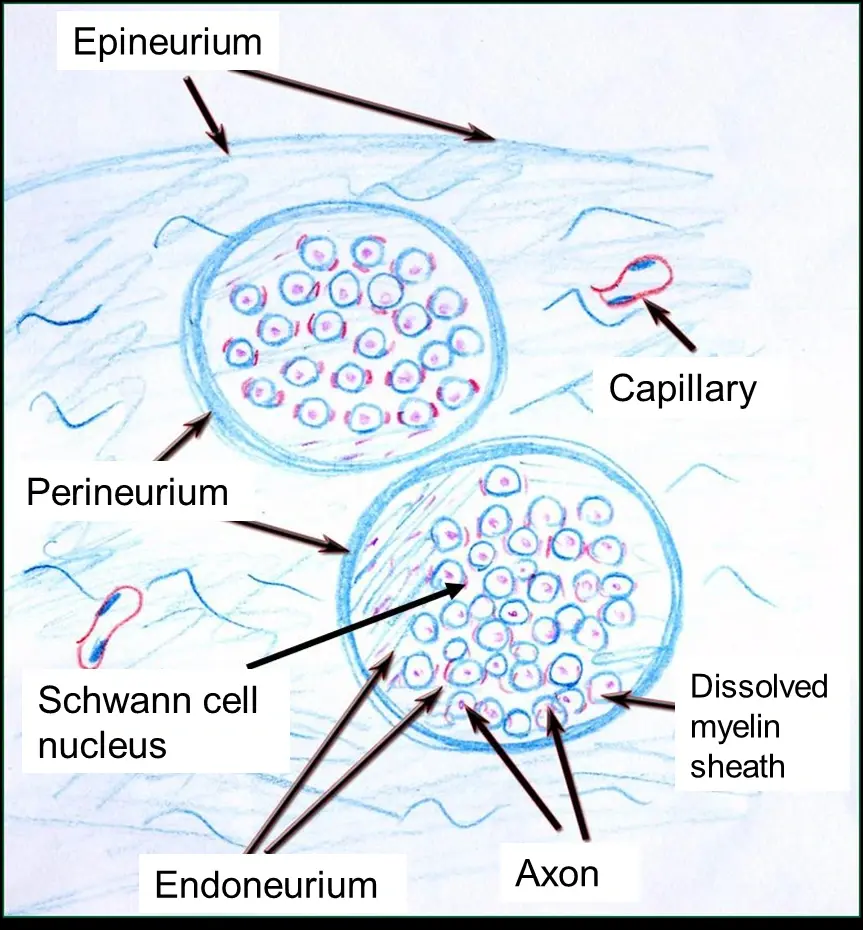 Epineurium
Capillary
Perineurium
Schwann cell
nucleus
Dissolved
myelin
sheath
Endoneurium
Axon